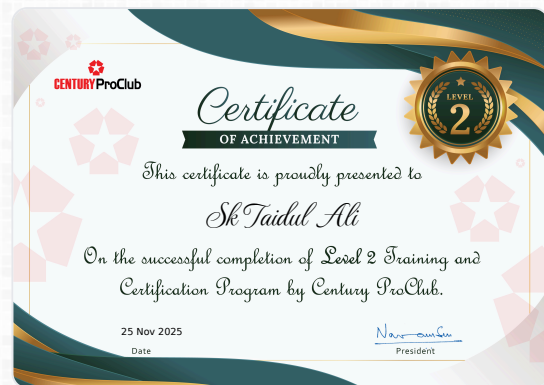 CENTURY ProClub
Certificate
OF ACHIEVEMENT
LEVEL
2
This certificate is proudly presented to
Sk Taidul Ali
On the successful completion of Level 2 Training and
Certification Program by Century ProClub.
25 Nov 2025
Date
President